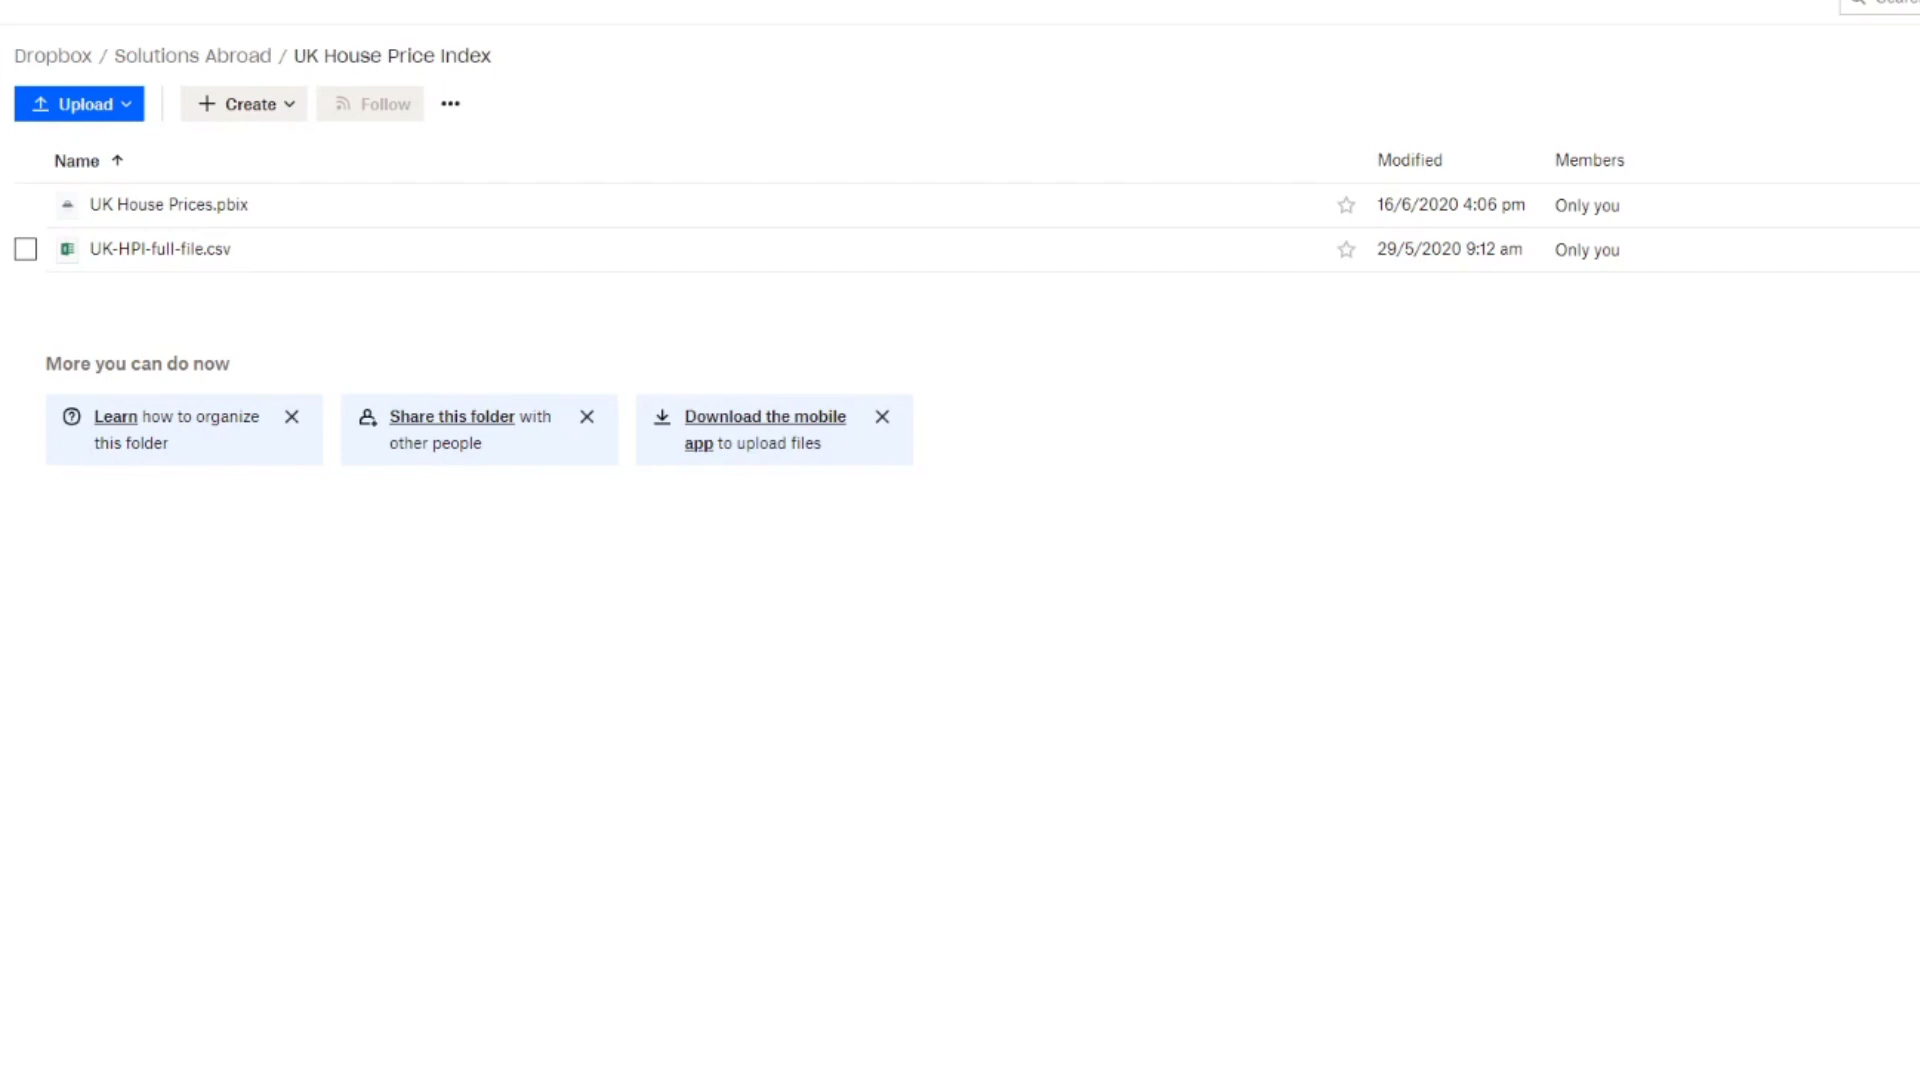 Dropbox / Solutions Abroad / UK House Price Index
Upload
Create
Follow
Name
Modified
Members
UK House Prices.pbix
16/6/2020 4:06 pm
Only you
UK-HPI-full-file.csv
29/5/2020 9:12 am
Only you
More you can do now
Learn how to organize
this folder
Share this folder with
other people
Download the mobile
app to upload files